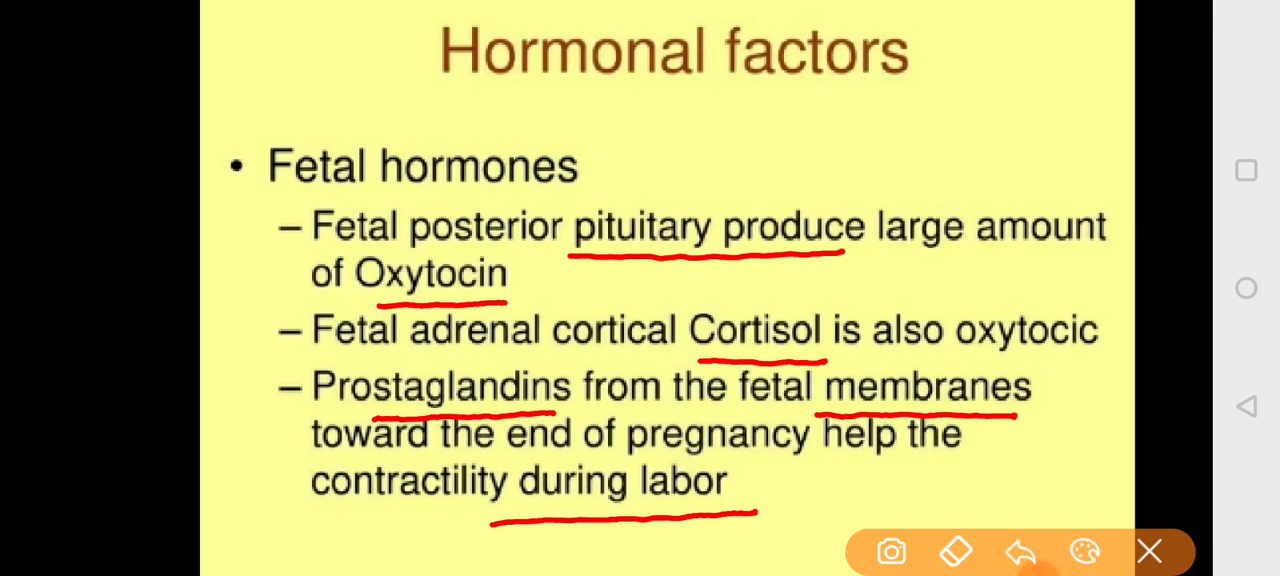 Hormonal factors
• Fetal hormones
– Fetal posterior pituitary produce large amount
of Oxytocin
– Fetal adrenal cortical Cortisol is also oxytocic
– Prostaglandins from the fetal membranes
toward the end of pregnancy help the
contractility during labor